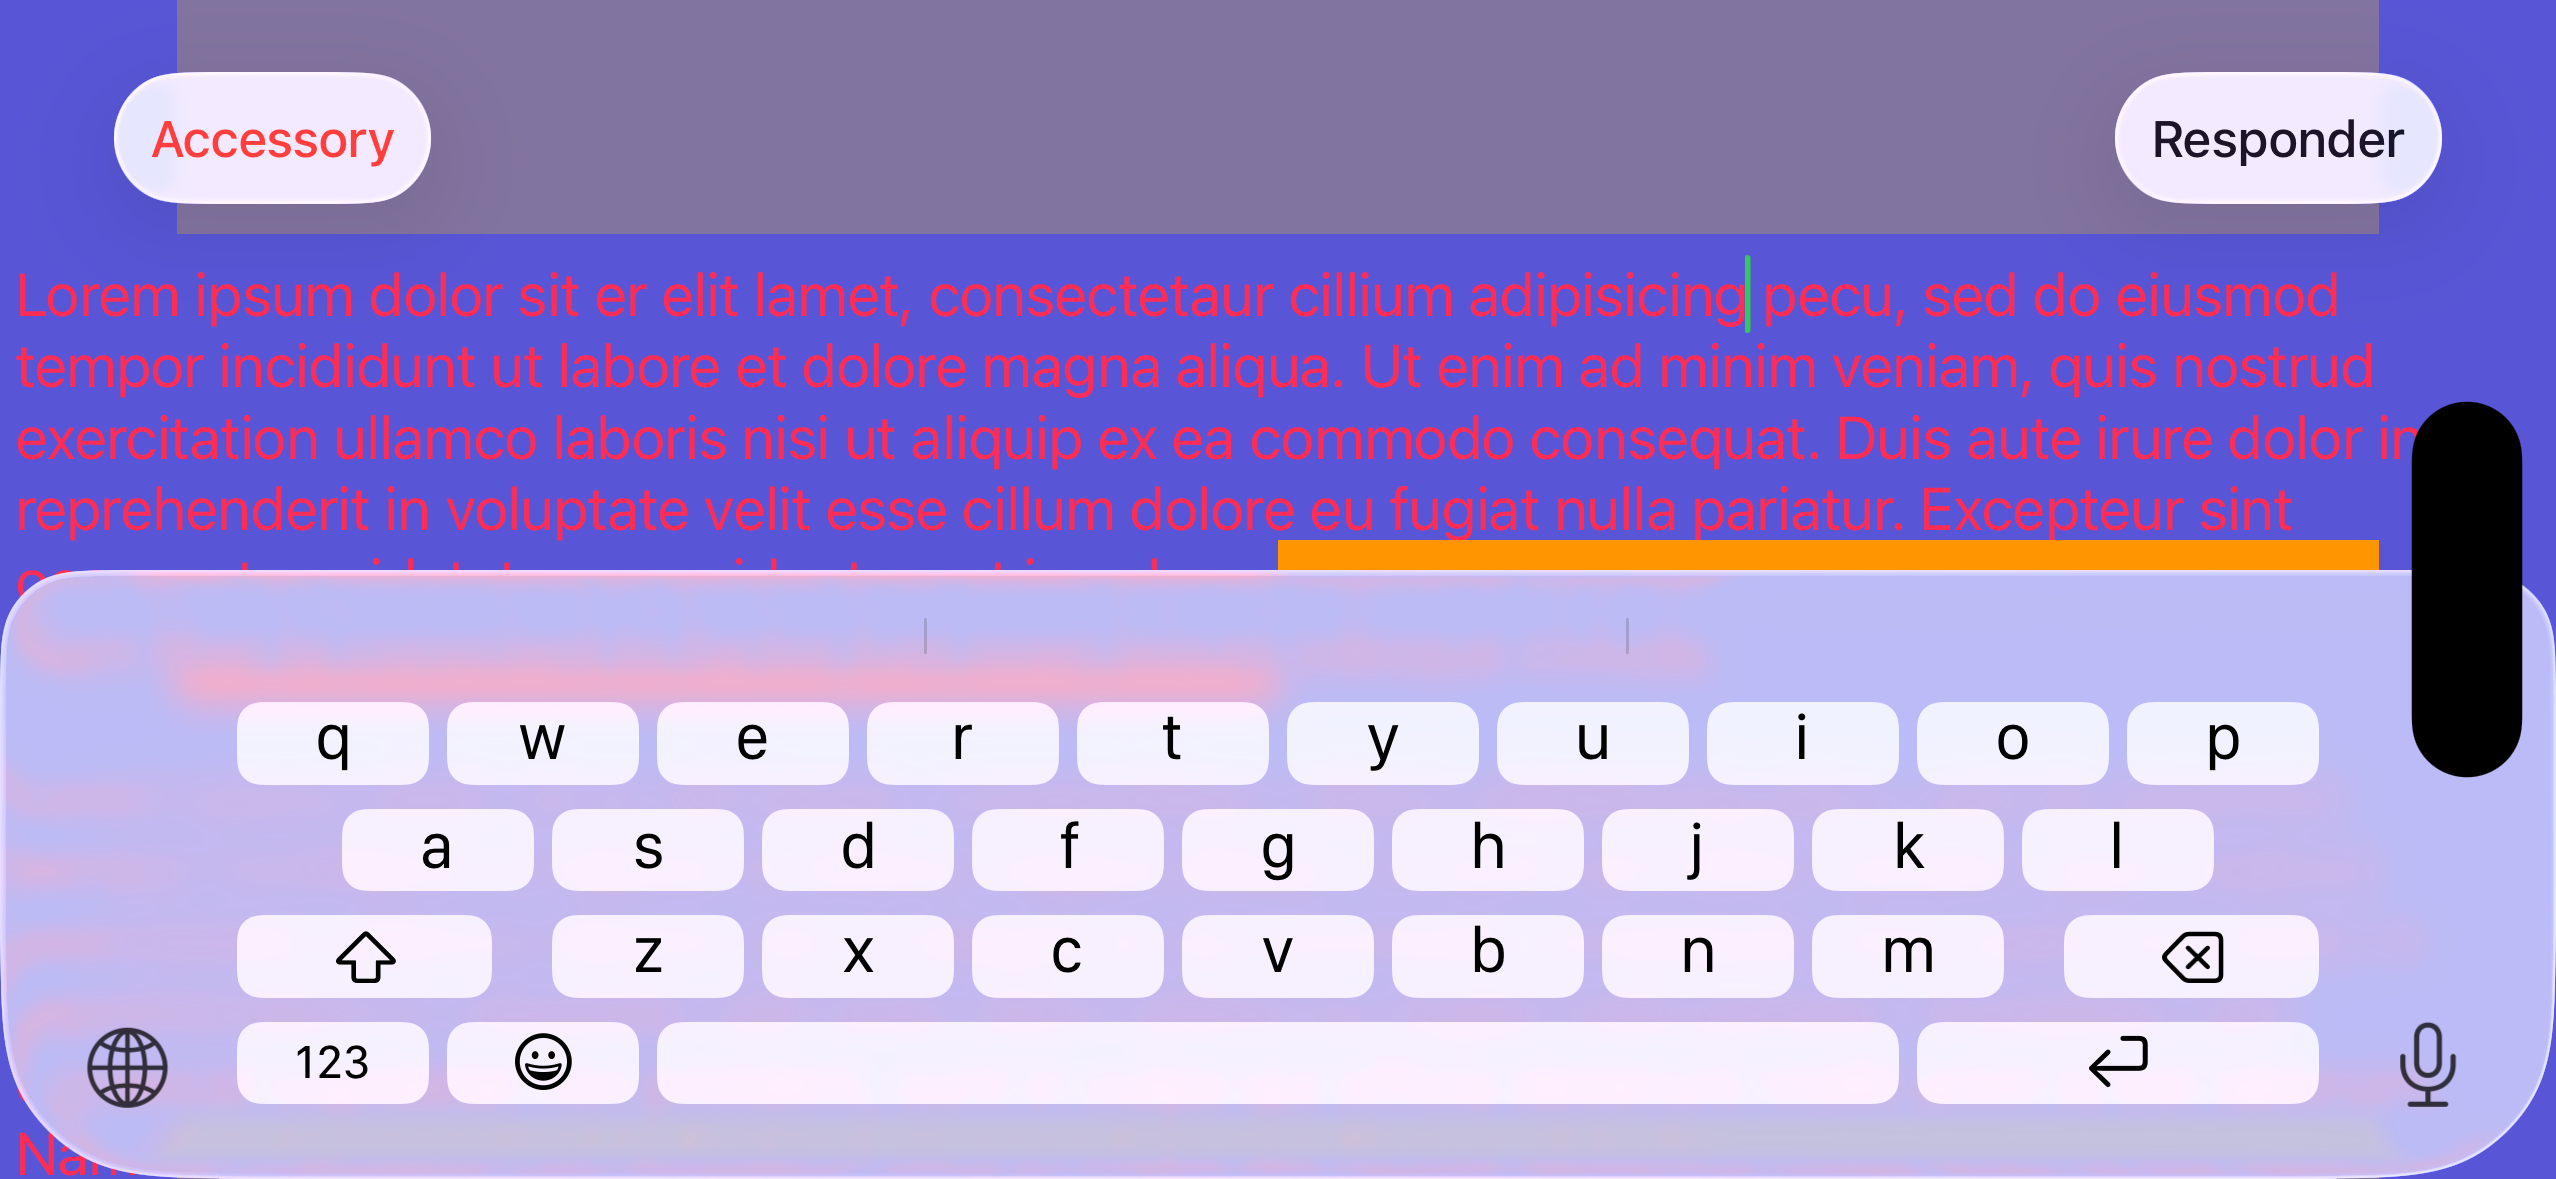 Accessory
Responder
Lorem ipsum dolor sit er elit lamet, consectetaur cillium adipisicing pecu, sed do eiusmod
tempor incididunt ut labore et dolore magna aliqua. Ut enim ad minim veniam, quis nostrud
exercitation ullamco laboris nisi ut aliquip ex ea commodo consequat. Duis aute irure dolor in
reprehenderit in voluptate velit esse cillum dolore eu fugiat nulla pariatur. Excepteur sint
q w e r t y u i o p
a s d f g h j k l
z x c v b n m
123